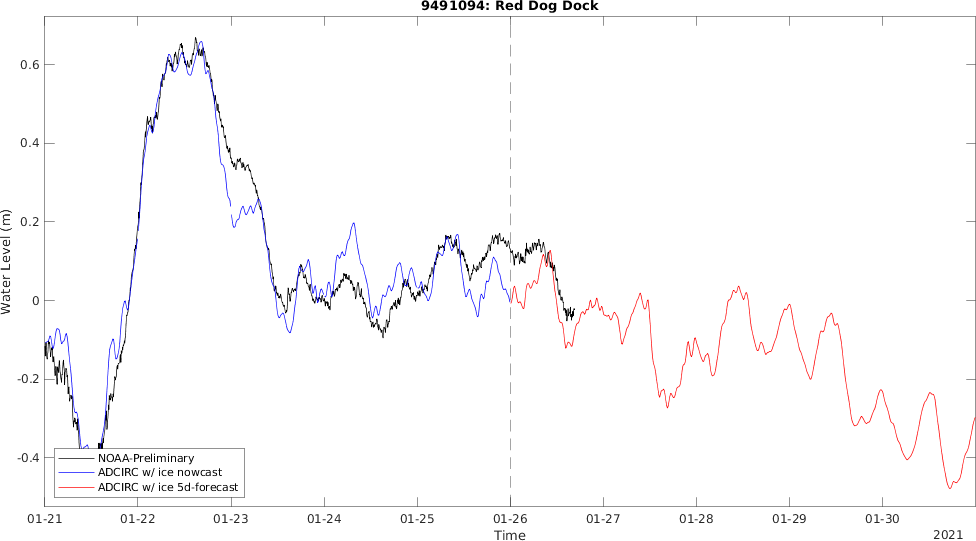 9491094: Red Dog Dock
Water Level (m)
0.6
0.4
0.2
0
-0.2
-0.4
NOAA-Preliminary
ADCIRC w/ ice nowcast
ADCIRC w/ ice 5d-forecast
01-21 01-22 01-23 01-24 01-25 01-26 01-27 01-28 01-29 01-30
Time
2021